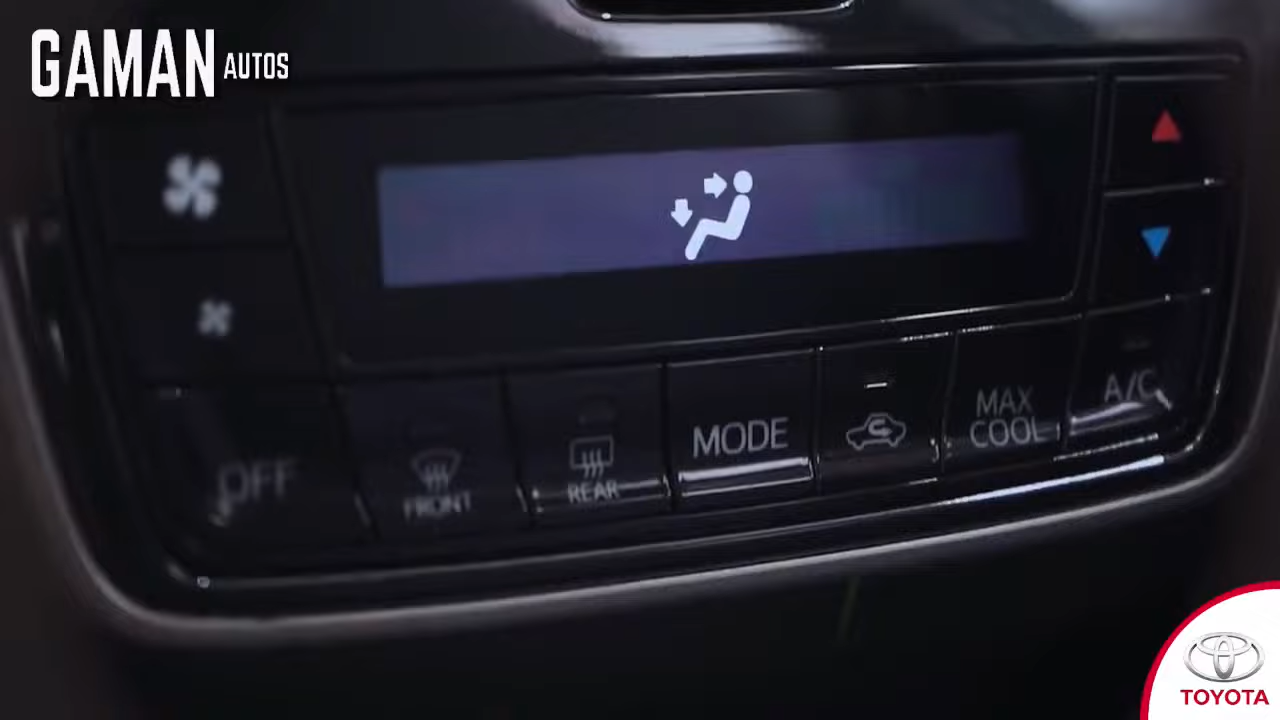 GAMAN AUTOS
OFF
FRONT
REAR
MODE
MAX
COOL
A/C
TOYOTA